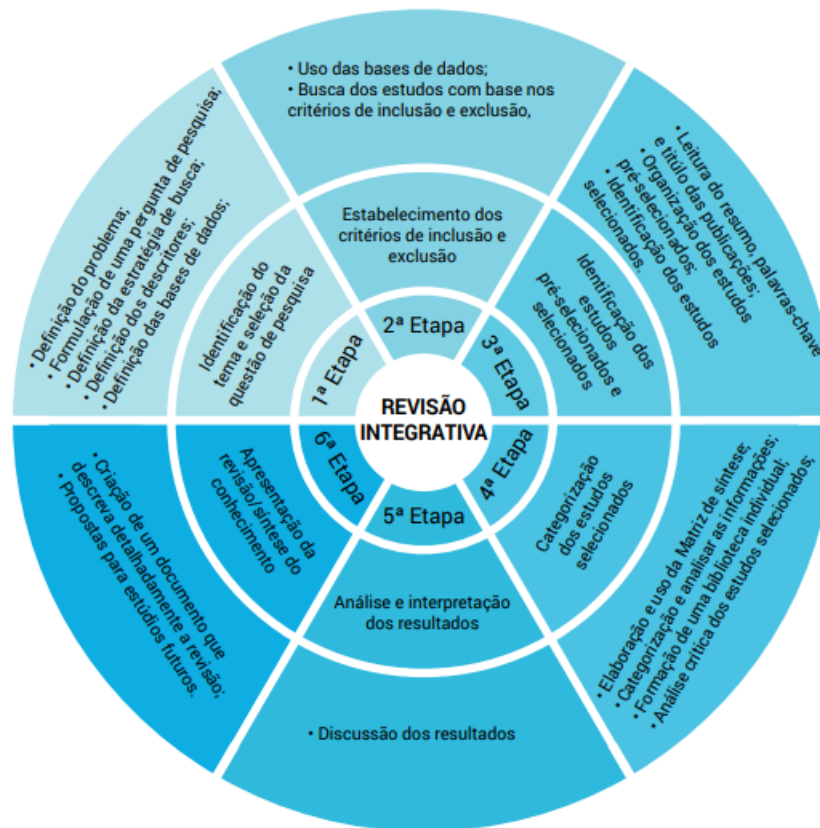 REVISÃO
INTEGRATIVA
1ª Etapa
Identificação do
tema e seleção da
questão de pesquisa
• Definição do problema;
• Formulação de uma pergunta de pesquisa;
• Definição da estratégia de busca;
• Definição dos descritores;
• Definição das bases de dados;
2ª Etapa
Estabelecimento dos
critérios de inclusão e
exclusão
• Uso das bases de dados;
• Busca dos estudos com base nos
critérios de inclusão e exclusão,
3ª Etapa
Identificação dos
estudos
pré-selecionados e
selecionados
• Leitura do resumo, palavras-chave
e titúlo das publicações;
• Organização dos estudos
pré-selecionados;
• Identificação dos estudos
selecionados.
4ª Etapa
Categorização
dos estudos
selecionados
• Elaboração e uso da Matriz de síntese;
• Categorização e analisar as informações;
• Formação de uma biblioteca individual;
• Análise crítica dos estudos selecionados;
5ª Etapa
Análise e interpretação
dos resultados
• Discussão dos resultados
6ª Etapa
Apresentação da
revisão/ síntese do
conhecimento
• Criação de um documento que
descreva detalhadamente a revisão;
• Propostas para estúdios futuros.